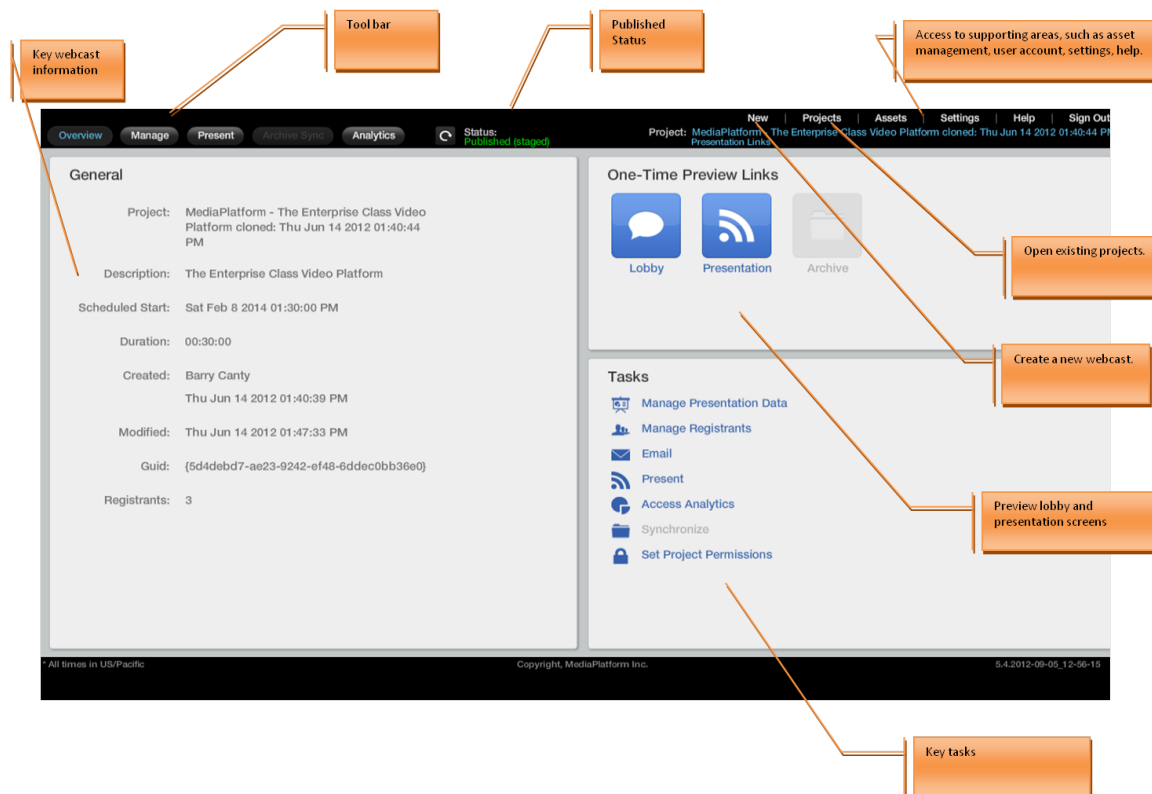 Tool bar
Published
Status
Access to supporting areas, such as asset
management, user account, settings, help.
Key webcast
information
New | Projects | Assets | Settings | Help | Sign Out
Overview
Manage
Present
Archive Sync
Analytics
Status:
Published (staged)
Project: MediaPlatform - The Enterprise Class Video Platform cloned: Thu Jun 14 2012 01:40:44 PM
Presentation Links
General
Project: MediaPlatform - The Enterprise Class Video
Platform cloned: Thu Jun 14 2012 01:40:44
PM
Description: The Enterprise Class Video Platform
Scheduled Start: Sat Feb 8 2014 01:30:00 PM
Duration: 00:30:00
Created: Barry Canty
Thu Jun 14 2012 01:40:39 PM
Modified: Thu Jun 14 2012 01:47:33 PM
Guid: {5d4debd7-ae23-9242-ef48-6ddec0bb36e0}
Registrants: 3
One-Time Preview Links
Lobby
Presentation
Archive
Open existing projects.
Create a new webcast.
Tasks
Manage Presentation Data
Manage Registrants
Email
Present
Access Analytics
Synchronize
Set Project Permissions
Preview lobby and
presentation screens
* All times in US/Pacific
Copyright, MediaPlatform Inc.
5.4.2012-09-05_12-56-15
Key tasks